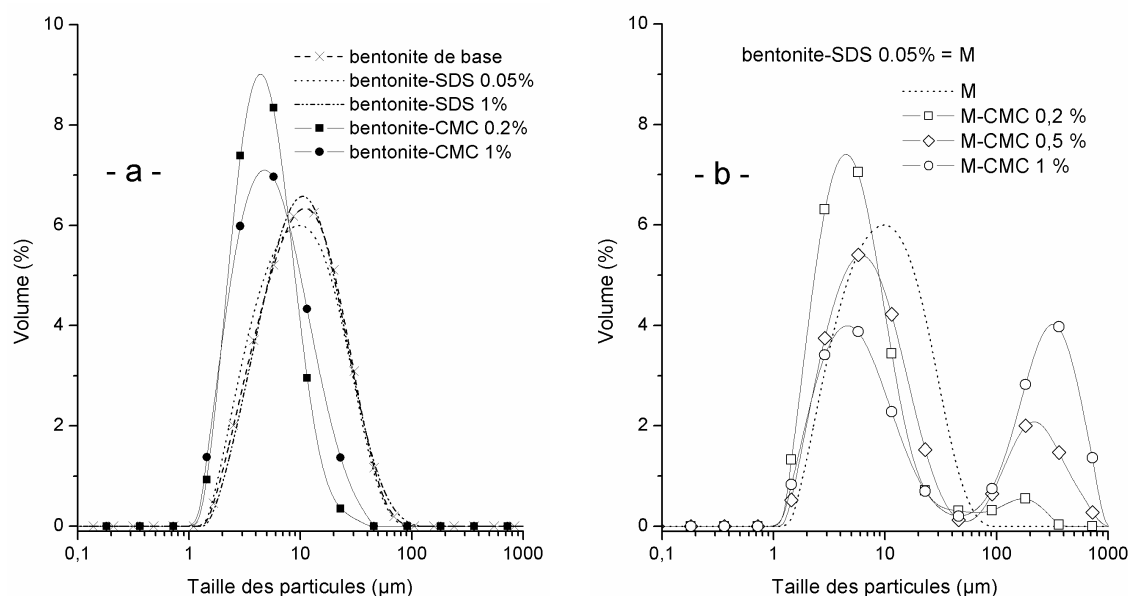 10
8
6
4
2
0
Volume (%)
- a -
bentonite de base
bentonite-SDS 0.05%
bentonite-SDS 1%
bentonite-CMC 0.2%
bentonite-CMC 1%
0,1
1
10
100
1000
Taille des particules (µm)
10
8
6
4
2
0
Volume (%)
- b -
bentonite-SDS 0.05% = M
M
M-CMC 0,2 %
M-CMC 0,5 %
M-CMC 1 %
0,1
1
10
100
1000
Taille des particules (µm)